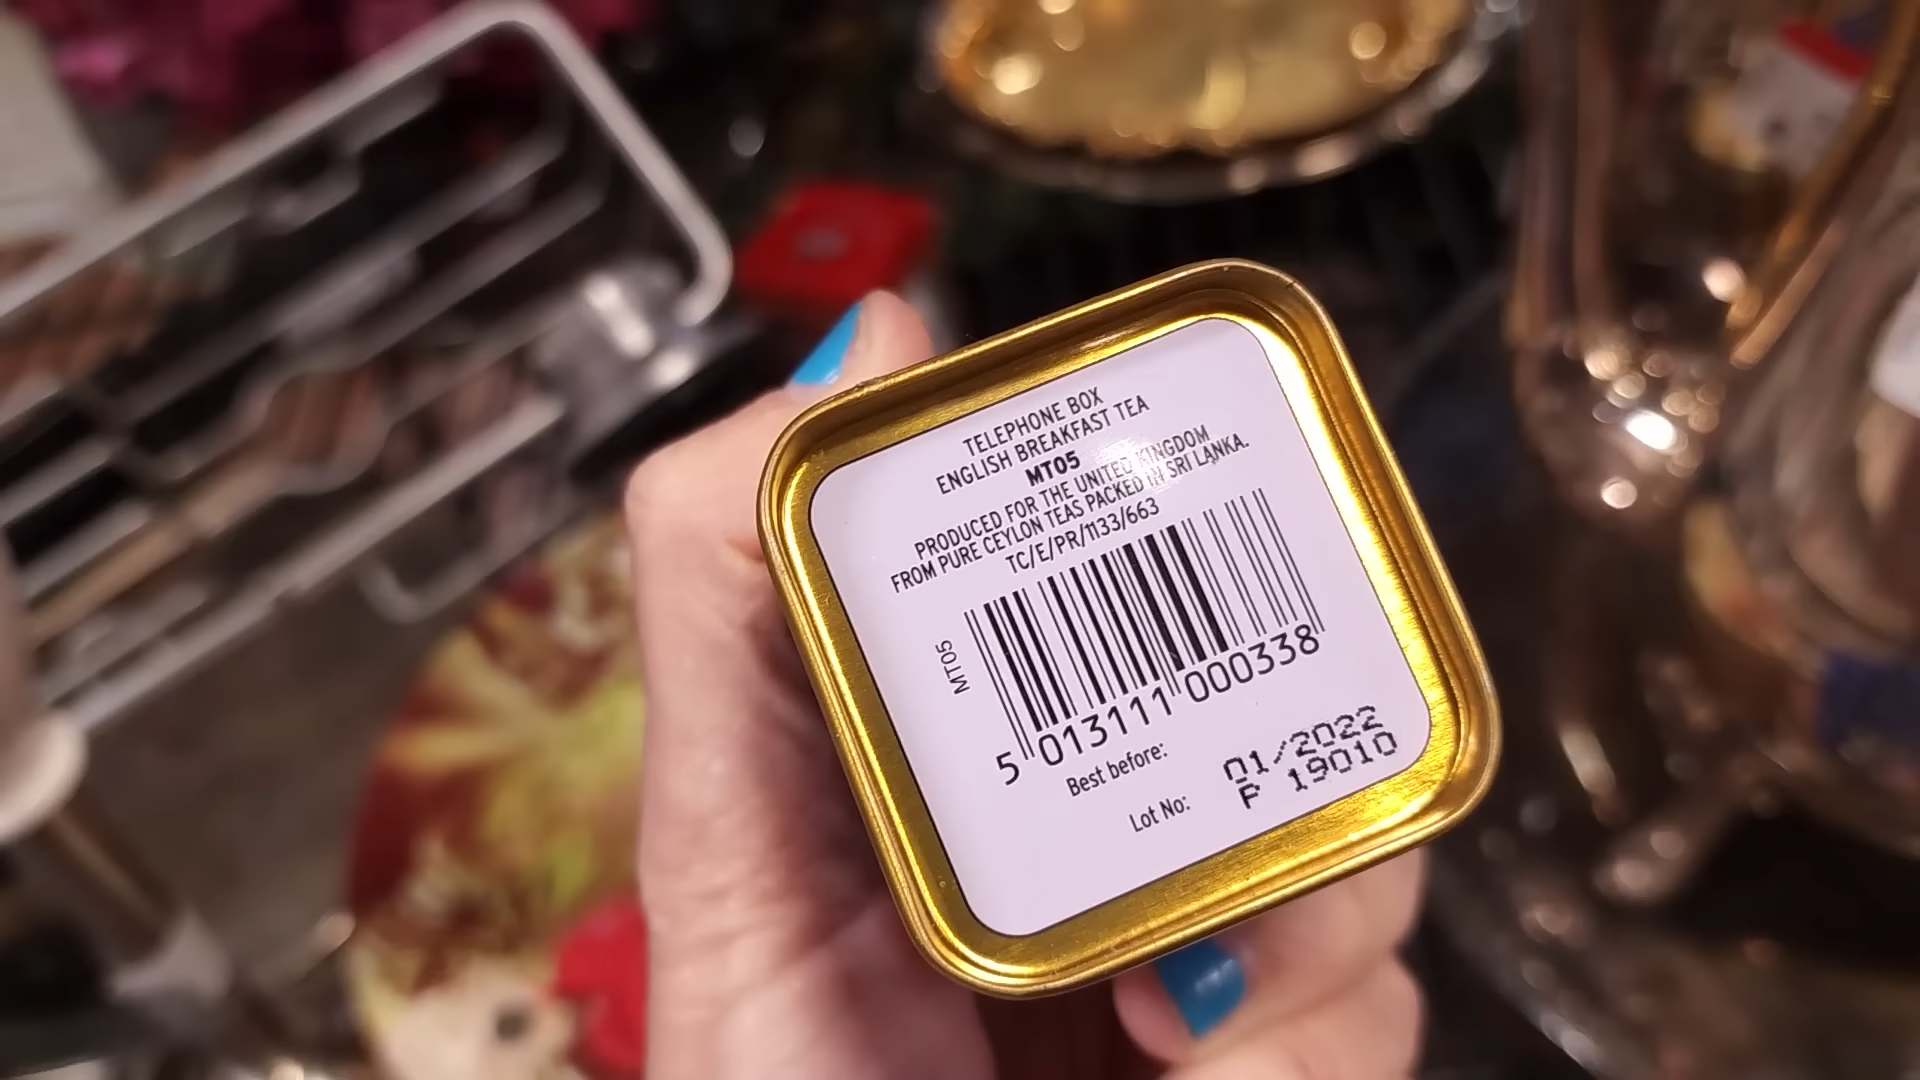 TELEPHONE BOX
ENGLISH BREAKFAST TEA
MT05
PRODUCED FOR THE UNITED KINGDOM
FROM PURE CEYLON TEAS PACKED IN SRI LANKA.
TC/E/PR/1133/663
MT05
5 013111 000338
Best before: 01/2022
Lot No: P 19010